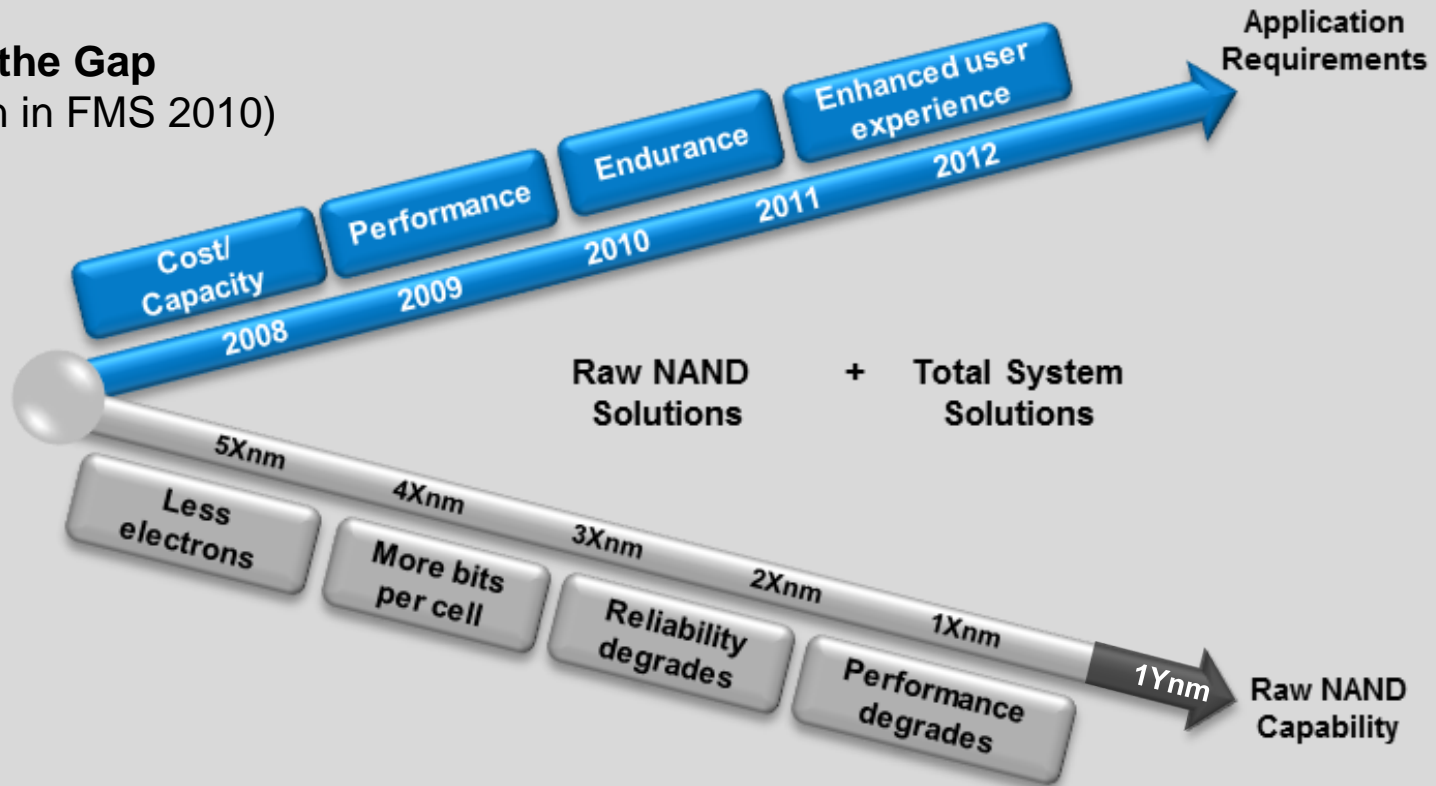 the Gap
in FMS 2010)
Application
Requirements
Cost/
Capacity
Performance
Endurance
Enhanced user
experience
2008
2009
2010
2011
2012
Raw NAND
Solutions
+
Total System
Solutions
5Xnm
4Xnm
3Xnm
2Xnm
1Xnm
1Ynm
Less
electrons
More bits
per cell
Reliability
degrades
Performance
degrades
Raw NAND
Capability